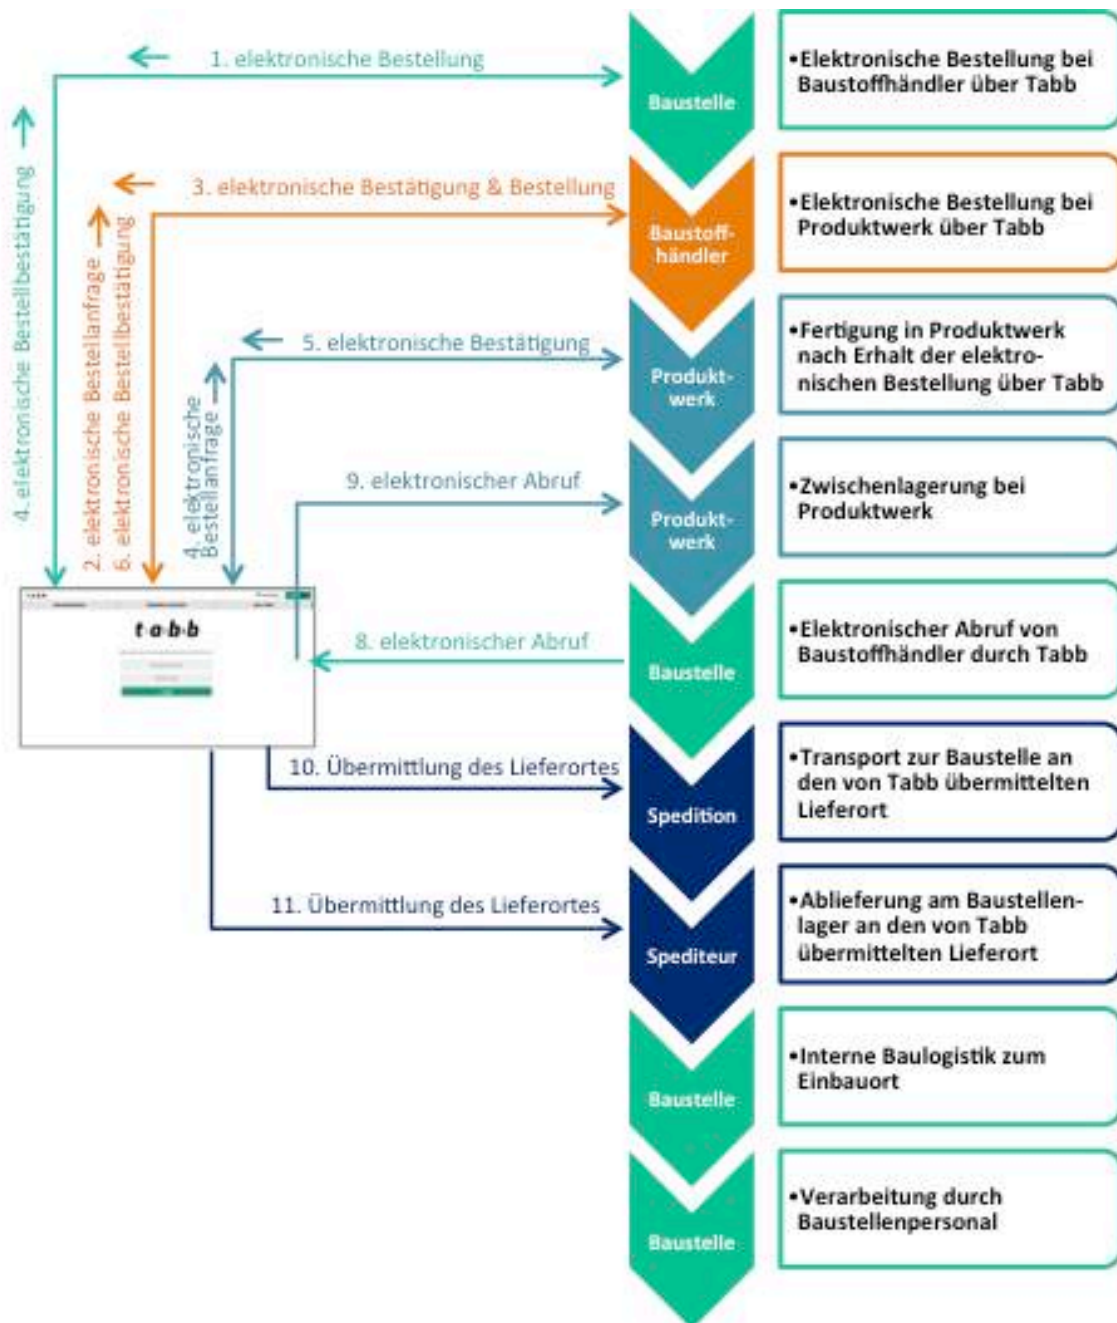 1. elektronische Bestellung
Baustelle
•Elektronische Bestellung bei
Baustoffhändler über Tabb
4. elektronische Bestellbestätigung
3. elektronische Bestätigung & Bestellung
Baustoff-
händler
•Elektronische Bestellung bei
Produktwerk über Tabb
2. elektronische Bestellanfrage
6. elektronische Bestellbestätigung
5. elektronische Bestätigung
Produkt-
werk
•Fertigung in Produktwerk
nach Erhalt der elektro-
nischen Bestellung über Tabb
4. elektronische
Bestellanfrage
9. elektronischer Abruf
Produkt-
werk
•Zwischenlagerung bei
Produktwerk
t·a·b·b
8. elektronischer Abruf
Baustelle
•Elektronischer Abruf von
Baustoffhändler durch Tabb
10. Übermittlung des Lieferortes
Spedition
•Transport zur Baustelle an
den von Tabb übermittelten
Lieferort
11. Übermittlung des Lieferortes
Spediteur
•Ablieferung am Baustellen-
lager an den von Tabb
übermittelten Lieferort
Baustelle
•Interne Baulogistik zum
Einbauort
Baustelle
•Verarbeitung durch
Baustellenpersonal